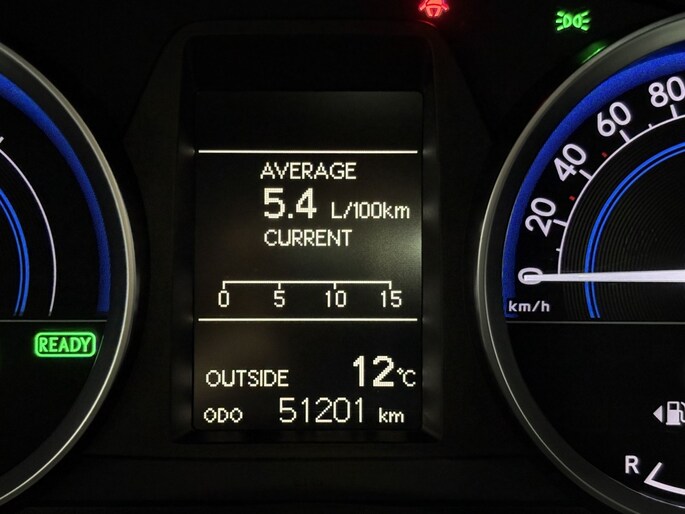 AVERAGE
5.4 L/100km
CURRENT
0 5 10 15
OUTSIDE 12°C
ODO 51201 km
READY
80
60
40
20
0
km/h
R